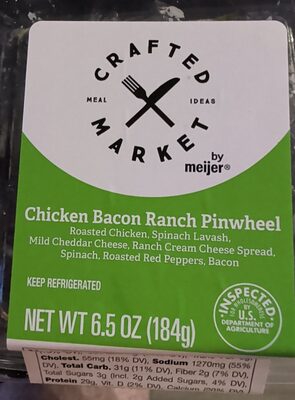 CRAFTED
MEAL IDEAS
MARKET
by
meijer®
Chicken Bacon Ranch Pinwheel
Roasted Chicken, Spinach Lavash,
Mild Cheddar Cheese, Ranch Cream Cheese Spread,
Spinach, Roasted Red Peppers, Bacon
KEEP REFRIGERATED
INSPECTED
FOR WHOLESOMENESS
BY
U.S.
DEPARTMENT OF
AGRICULTURE
NET WT 6.5 OZ (184g)
Cholest. 55mg (18% DV), Sodium 1270mg (55%
DV), Total Carb. 31g (11% DV), Fiber 2g (7% DV),
Total Sugars 3g (Incl. 2g Added Sugars, 4% DV),
Protein 29g, Vit. D (2% DV), Calcium